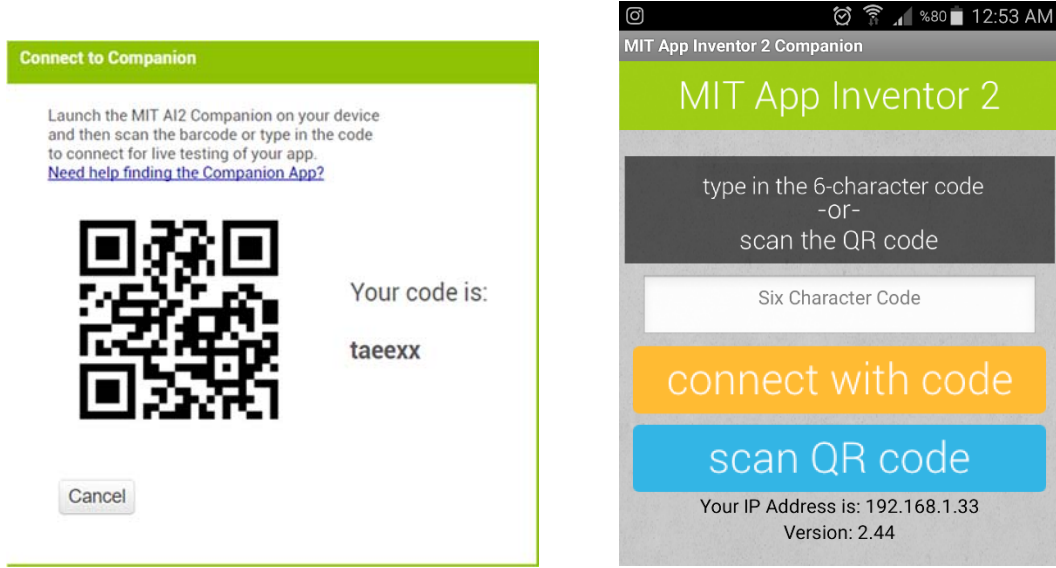 Connect to Companion
Launch the MIT AI2 Companion on your device
and then scan the barcode or type in the code
to connect for live testing of your app.
Need help finding the Companion App?
Your code is:
taeexx
Cancel
%80 12:53 AM
MIT App Inventor 2 Companion
MIT App Inventor 2
type in the 6-character code
-or-
scan the QR code
Six Character Code
connect with code
scan QR code
Your IP Address is: 192.168.1.33
Version: 2.44